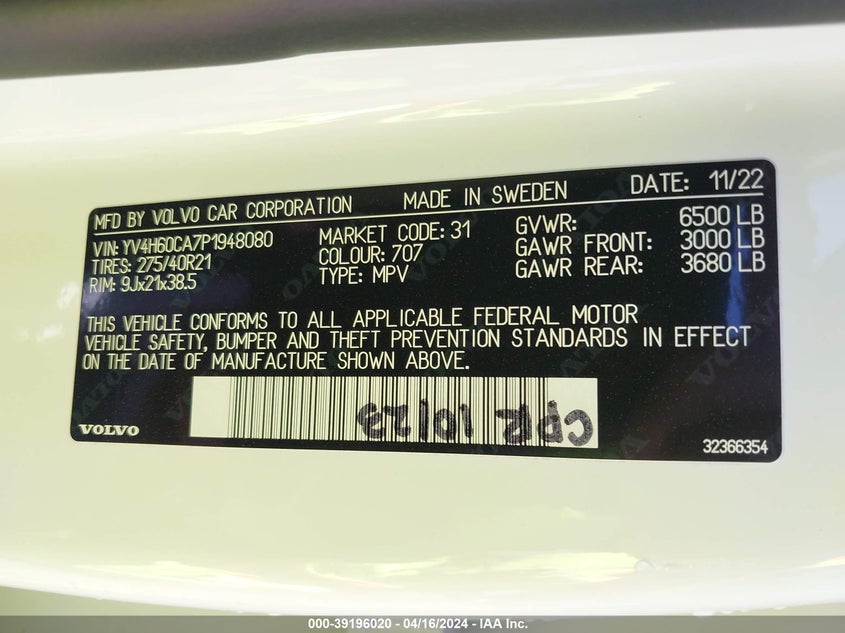 MFD BY VOLVO CAR CORPORATION MADE IN SWEDEN DATE: 11/22
VIN: YV4H60CA7P1948080 MARKET CODE: 31 GVWR: 6500 LB
TIRES: 275/40R21 COLOUR: 707 GAWR FRONT: 3000 LB
RIM: 9Jx21x38.5 TYPE: MPV GAWR REAR: 3680 LB
THIS VEHICLE CONFORMS TO ALL APPLICABLE FEDERAL MOTOR
VEHICLE SAFETY, BUMPER AND THEFT PREVENTION STANDARDS IN EFFECT
ON THE DATE OF MANUFACTURE SHOWN ABOVE.
CPR 10/23
VOLVO 32366354
000-39196020 - 04/16/2024 - IAA Inc.